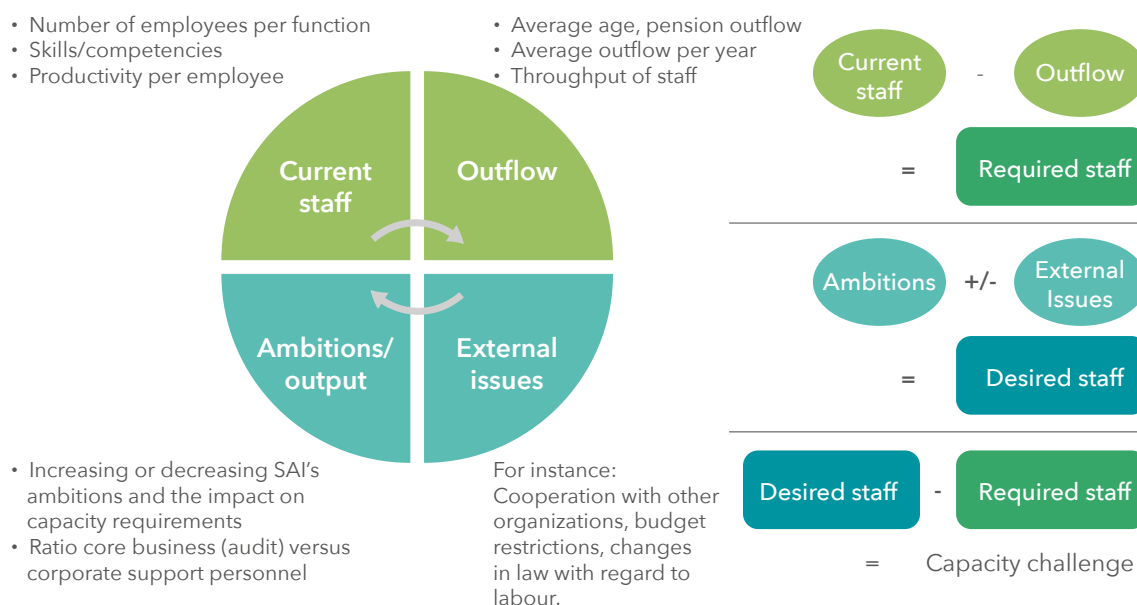 • Number of employees per function
• Skills/competencies
• Productivity per employee
• Average age, pension outflow
• Average outflow per year
• Throughput of staff
Current
staff
Outflow
Ambitions/
output
External
issues
• Increasing or decreasing SAI’s
ambitions and the impact on
capacity requirements
• Ratio core business (audit) versus
corporate support personnel
For instance:
Cooperation with other
organizations, budget
restrictions, changes
in law with regard to
labour.
Current
staff
-
Outflow
=
Required staff
Ambitions
+/-
External
Issues
=
Desired staff
Desired staff
-
Required staff
=
Capacity challenge